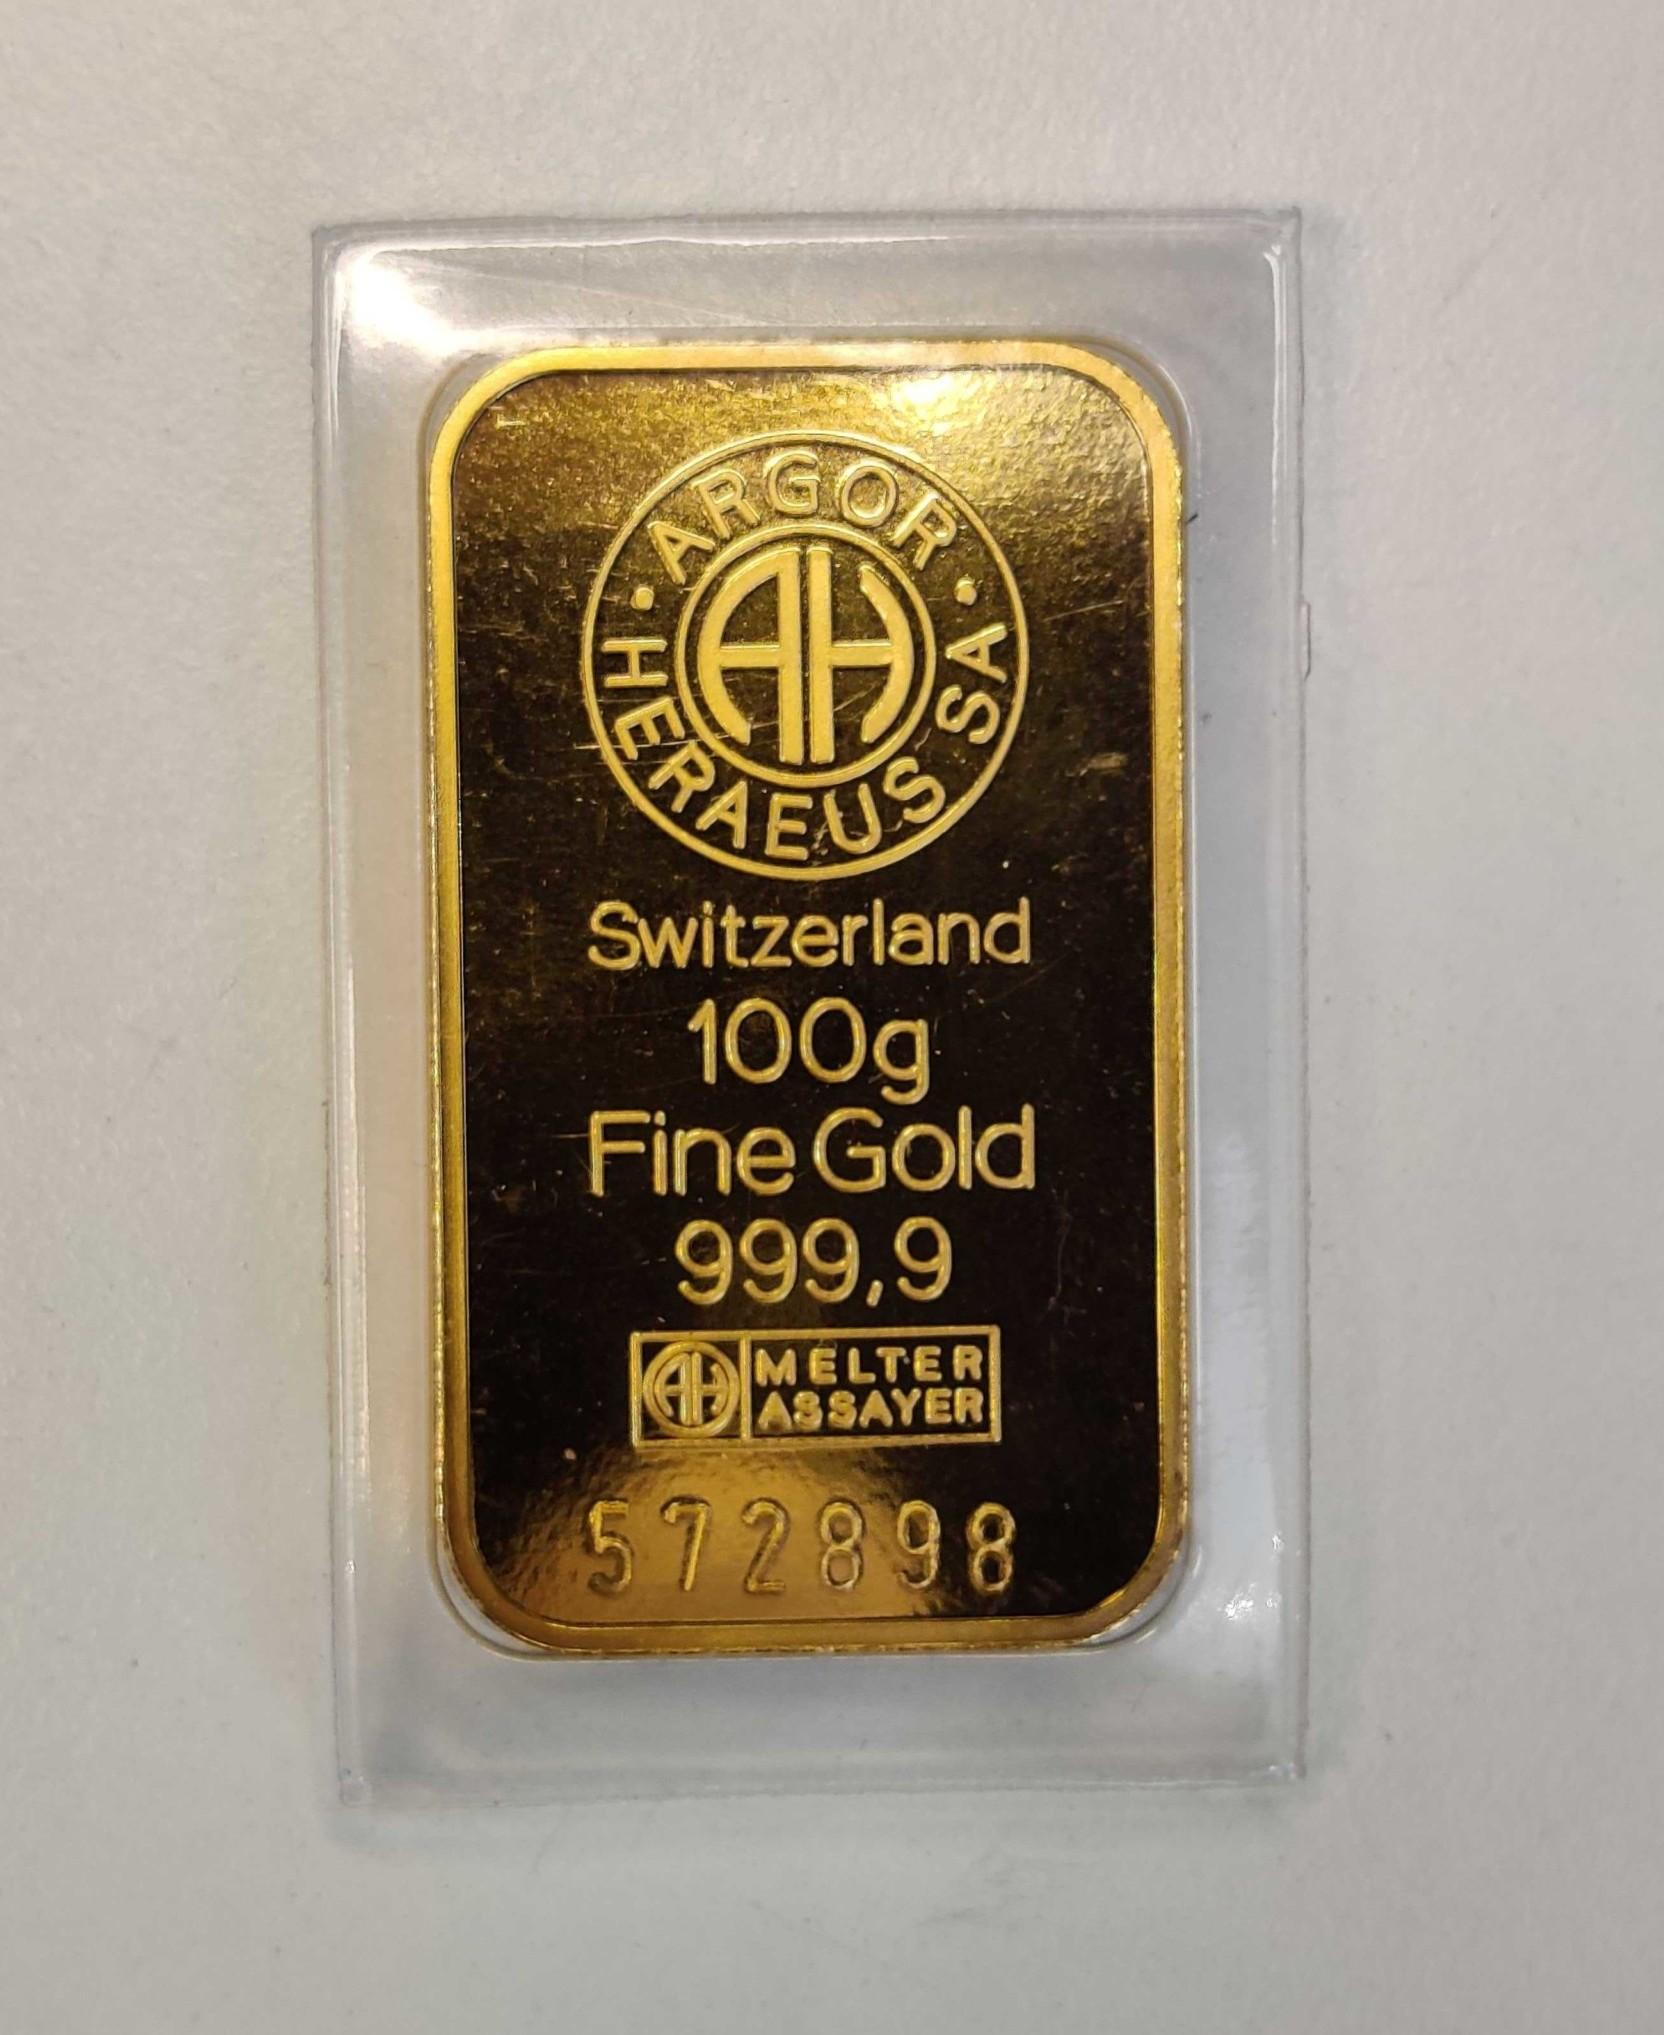 ARGOR
HERAEUS SA
AH
Switzerland
100g
Fine Gold
999,9
AH MELTER
ASSAYER
572898